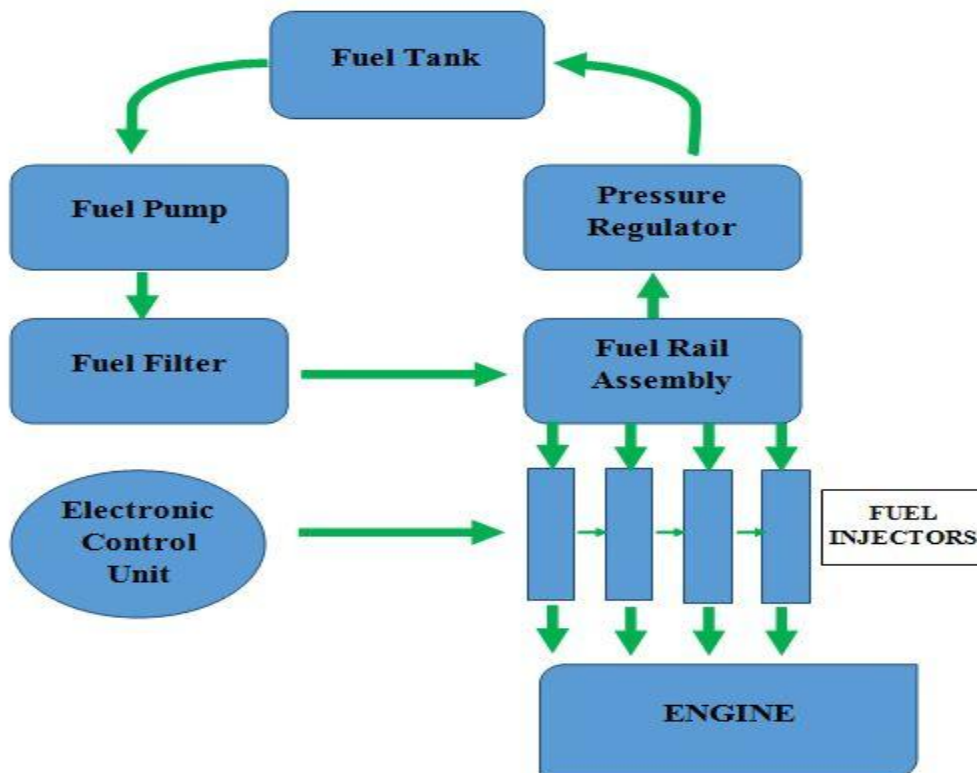 Fuel Tank
Fuel Pump
Pressure
Regulator
Fuel Filter
Fuel Rail
Assembly
Electronic
Control
Unit
FUEL
INJECTORS
ENGINE